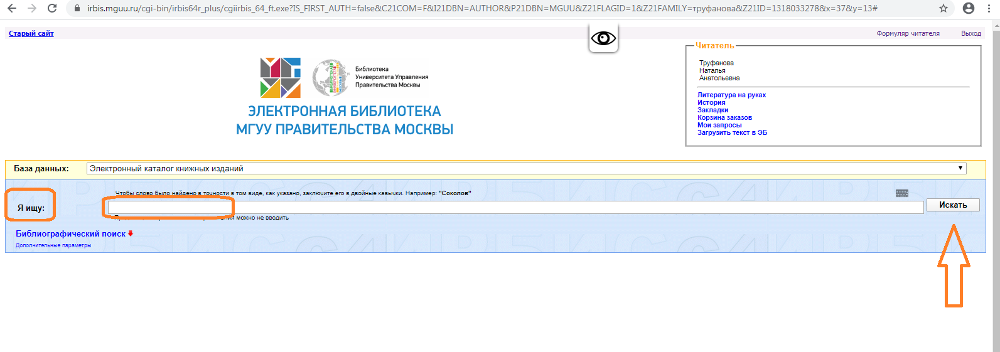 irbis.mguu.ru/cgi-bin/irbis64r_plus/cgiirbis_64_ft.exe?IS_FIRST_AUTH=false&C21COM=F&I21DBN=AUTHOR&P21DBN=MGUU&Z21FLAGID=1&Z21FAMILY=труфанова&Z21ID=1318033278&x=37&y=13#
Старый сайт
Формуляр читателя
Выход
Библиотека
Университета Управления
Правительства Москвы
ЭЛЕКТРОННАЯ БИБЛИОТЕКА
МГУУ ПРАВИТЕЛЬСТВА МОСКВЫ
Читатель
Труфанова
Наталья
Анатольевна
Литература на руках
История
Закладки
Корзина заказов
Мои запросы
Загрузить текст в ЭБ
База данных:
Электронный каталог книжных изданий
Чтобы слово было найдено в точности в том виде, как указано, заключите его в двойные кавычки. Например: "Соколов"
Я ищу:
Искать
можно не вводить
Библиографический поиск
Дополнительные параметры